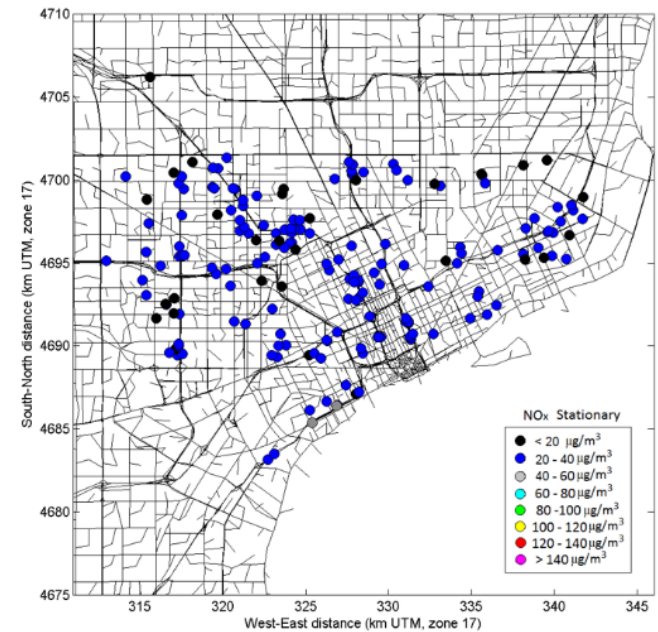 4710
4705
4700
4695
4690
4685
4680
4675
South-North distance (km UTM, zone 17)
315 320 325 330 335 340 345
West-East distance (km UTM, zone 17)
NOx Stationary
< 20 µg/m³
20 - 40 µg/m³
40 - 60 µg/m³
60 - 80 µg/m³
80 -100 µg/m³
100 - 120 µg/m³
120 - 140 µg/m³
> 140 µg/m³